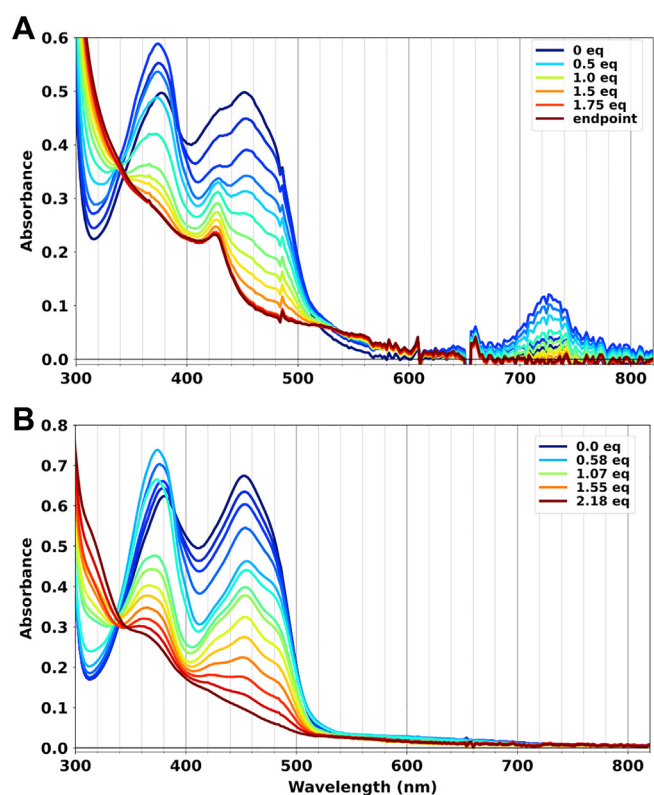 A
0.6
0.5
0.4
0.3
0.2
0.1
0.0
Absorbance
0 eq
0.5 eq
1.0 eq
1.5 eq
1.75 eq
endpoint
300 400 500 600 700 800
B
0.8
0.7
0.6
0.5
0.4
0.3
0.2
0.1
0.0
Absorbance
0.0 eq
0.58 eq
1.07 eq
1.55 eq
2.18 eq
300 400 500 600 700 800
Wavelength (nm)